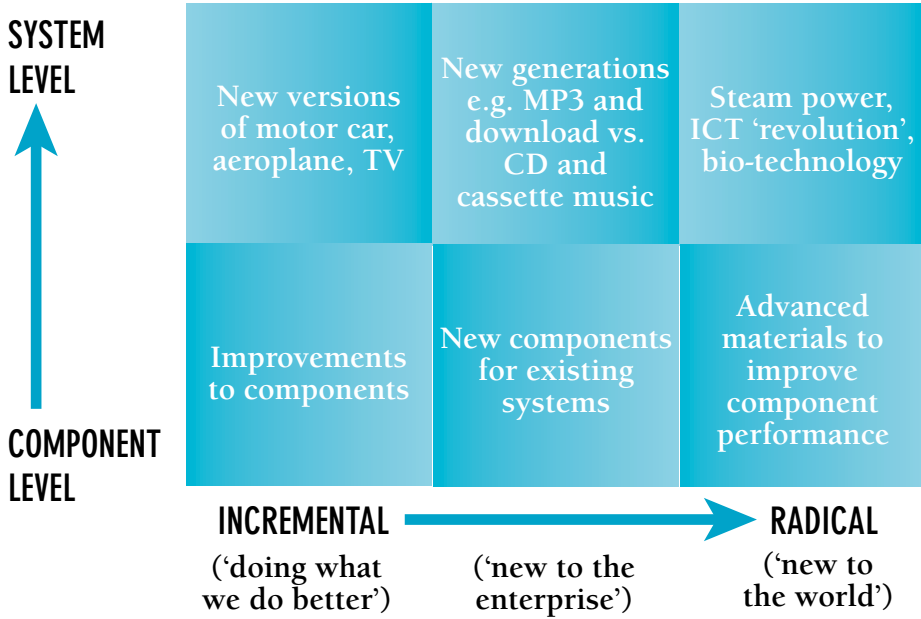 SYSTEM
LEVEL
New versions
of motor car,
aeroplane, TV
New generations
e.g. MP3 and
download vs.
CD and
cassette music
Steam power,
ICT ‘revolution’,
bio-technology
Improvements
to components
New components
for existing
systems
Advanced
materials to
improve
component
performance
COMPONENT
LEVEL
INCREMENTAL
RADICAL
(‘doing what
we do better’)
(‘new to the
enterprise’)
(‘new to
the world’)